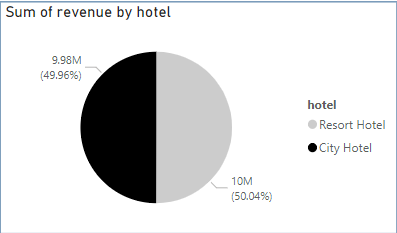 Sum of revenue by hotel
9.98M
(49.96%)
hotel
Resort Hotel
City Hotel
10M
(50.04%)